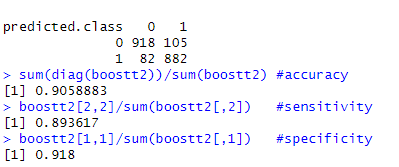 predicted.class   0   1
              0 918 105
              1  82 882
> sum(diag(boostt2))/sum(boostt2) #accuracy
[1] 0.9058883
> boostt2[2,2]/sum(boostt2[,2])   #sensitivity
[1] 0.893617
> boostt2[1,1]/sum(boostt2[,1])   #specificity
[1] 0.918